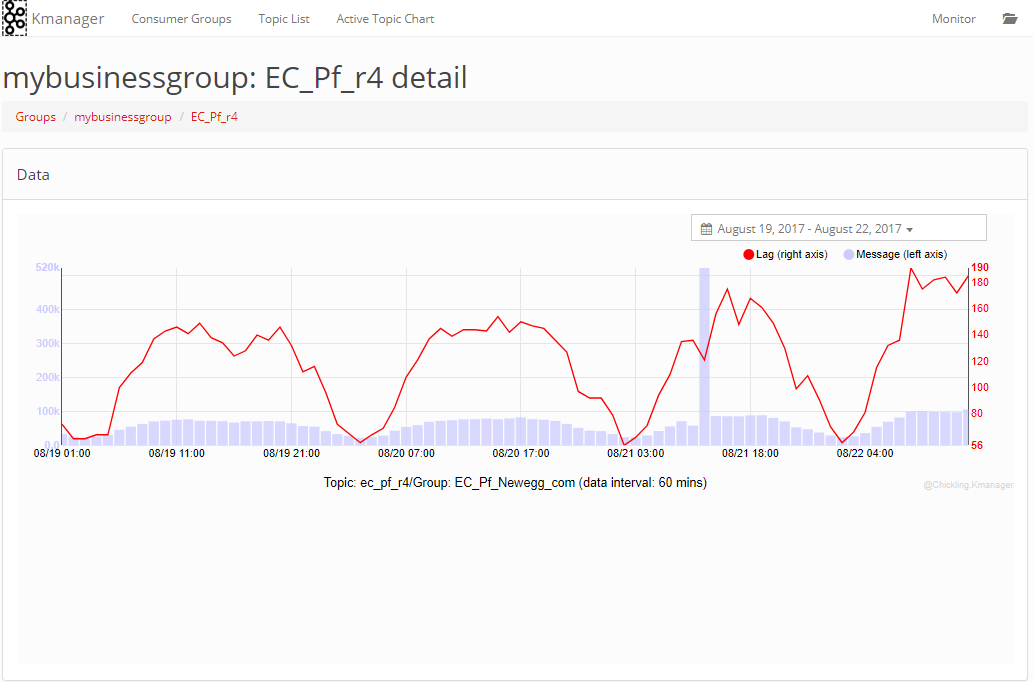 Kmanager Consumer Groups Topic List Active Topic Chart Monitor
mybusinessgroup: EC_Pf_r4 detail
Groups / mybusinessgroup / EC_Pf_r4
Data
August 19, 2017 - August 22, 2017
Lag (right axis) Message (left axis)
520k 190
180
400k 160
300k 140
120
200k 100
100k 80
0.0 56
08/19 01:00 08/19 11:00 08/19 21:00 08/20 07:00 08/20 17:00 08/21 03:00 08/21 18:00 08/22 04:00
Topic: ec_pf_r4/Group: EC_Pf_Newegg_com (data interval: 60 mins)
@Chickling.Kmanager